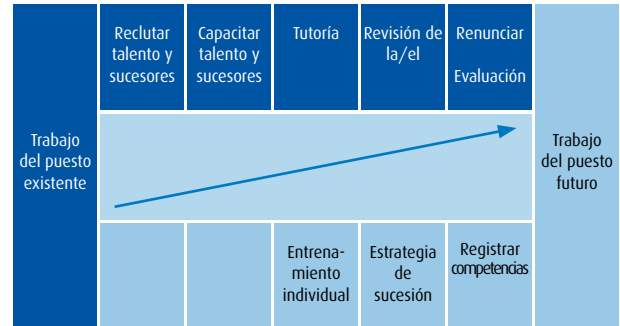 Trabajo
del puesto
existente
Reclutar
talento y
sucesores
Capacitar
talento y
sucesores
Tutoría
Revisión de
la/el
Renunciar
Evaluación
Entrena-
miento
individual
Estrategia
de
sucesión
Registrar
competencias
Trabajo
del puesto
futuro